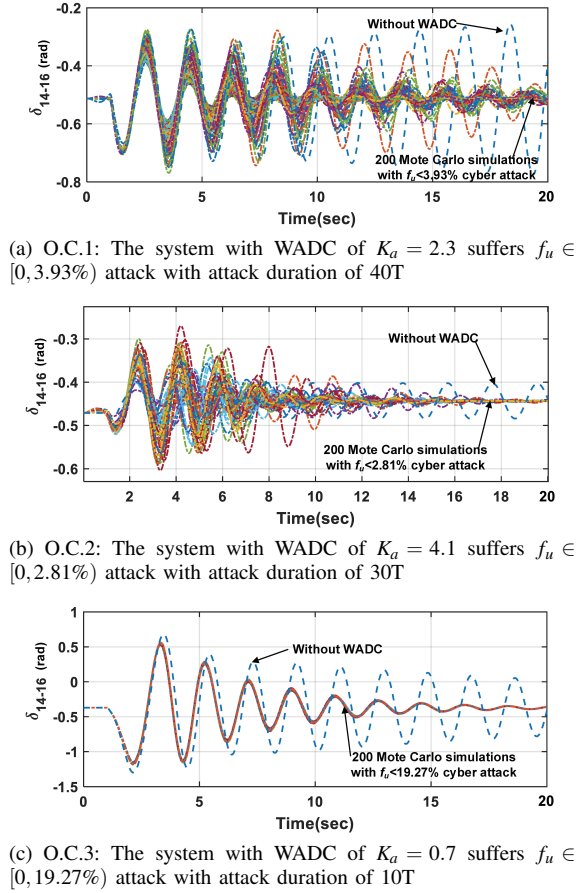 -0.2
-0.4
-0.6
-0.8
δ14-16 (rad)
Without WADC
200 Mote Carlo simulations
with fu<3,93% cyber attack
0 5 10 15 20
Time(sec)
(a) O.C.1: The system with WADC of Ka = 2.3 suffers fu ∈
[0,3.93%) attack with attack duration of 40T
-0.3
-0.4
-0.5
-0.6
δ14-16 (rad)
Without WADC
200 Mote Carlo simulations
with fu<2.81% cyber attack
2 4 6 8 10 12 14 16 18 20
Time(sec)
(b) O.C.2: The system with WADC of Ka = 4.1 suffers fu ∈
[0,2.81%) attack with attack duration of 30T
1
0.5
0
-0.5
-1
-1.5
δ14-16 (rad)
Without WADC
200 Mote Carlo simulations
with fu<19.27% cyber attack
0 5 10 15 20
Time(sec)
(c) O.C.3: The system with WADC of Ka = 0.7 suffers fu ∈
[0,19.27%) attack with attack duration of 10T